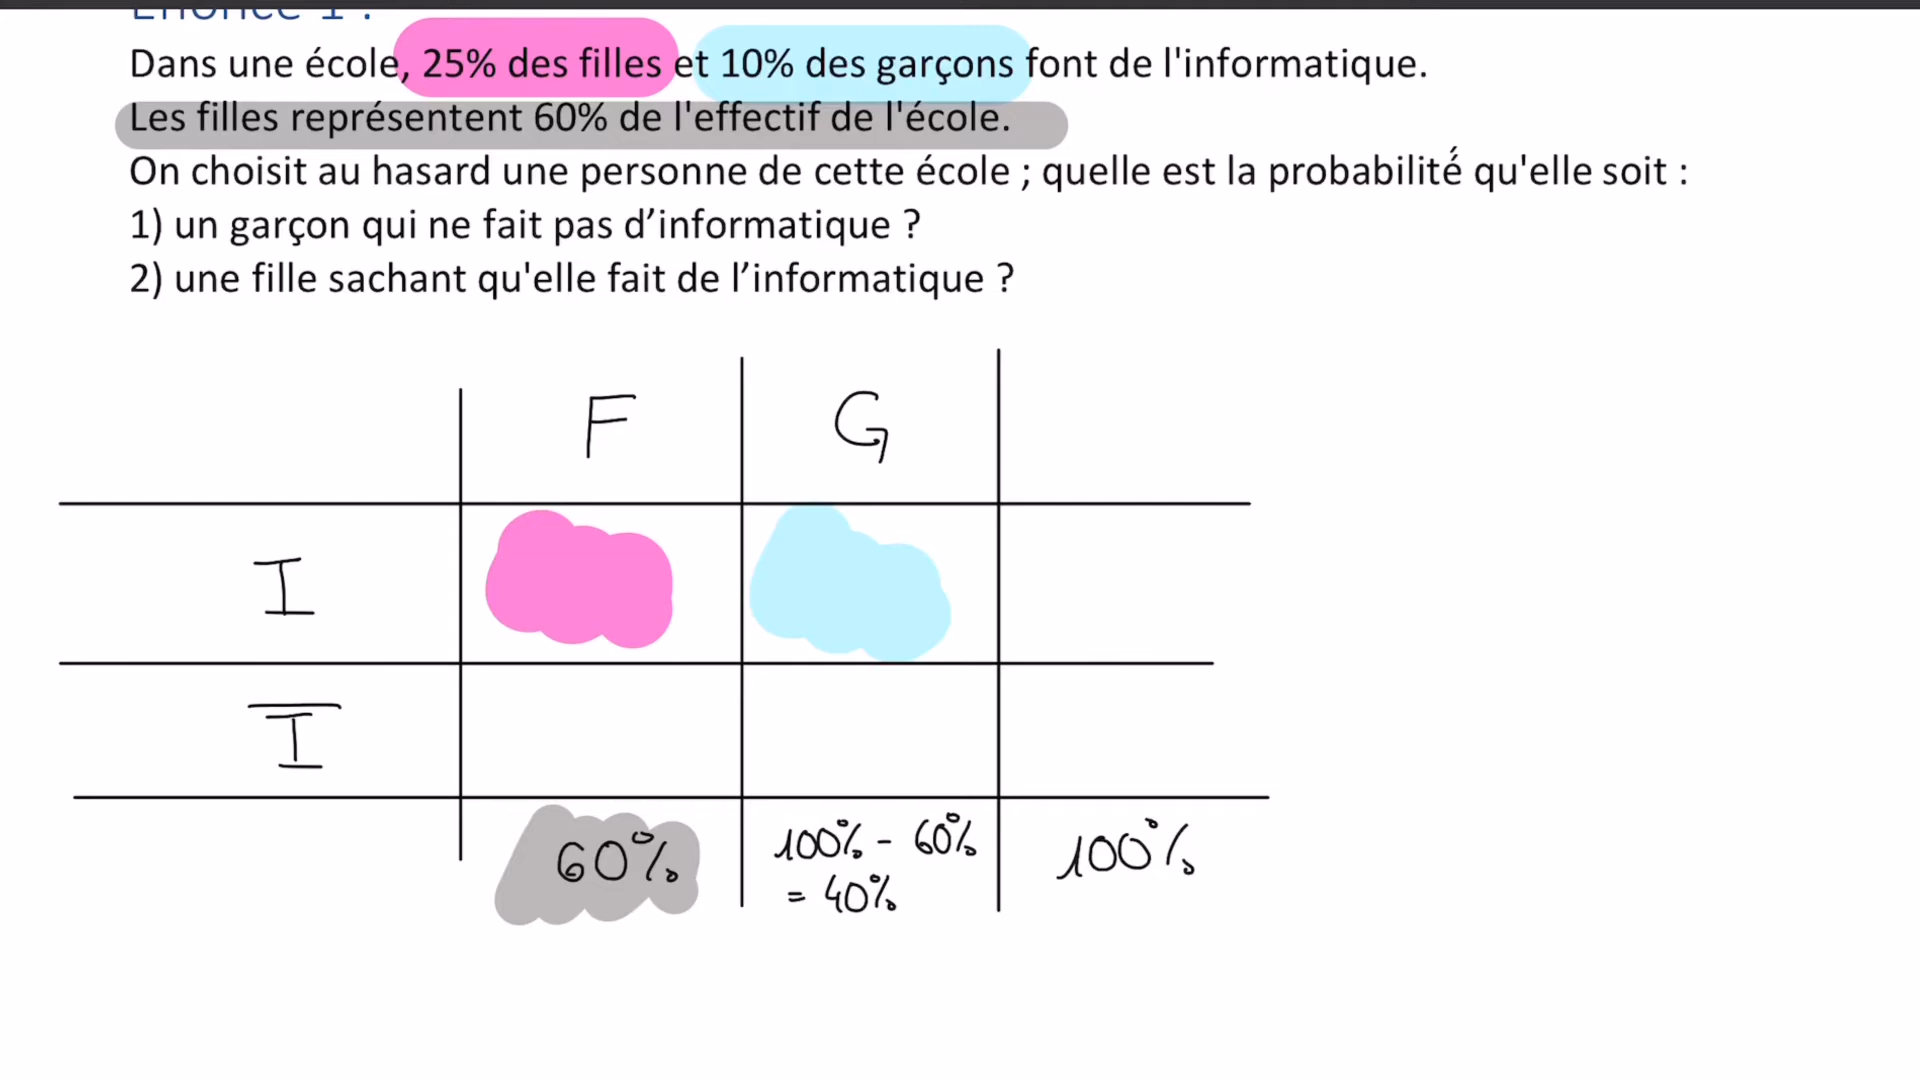 Dans une école, 25% des filles et 10% des garçons font de l'informatique.
Les filles représentent 60% de l'effectif de l'école.
On choisit au hasard une personne de cette école ; quelle est la probabilité qu'elle soit :
1) un garçon qui ne fait pas d’informatique ?
2) une fille sachant qu'elle fait de l’informatique ?
F G
I
I̅
60% 100% - 60% 100%
= 40%